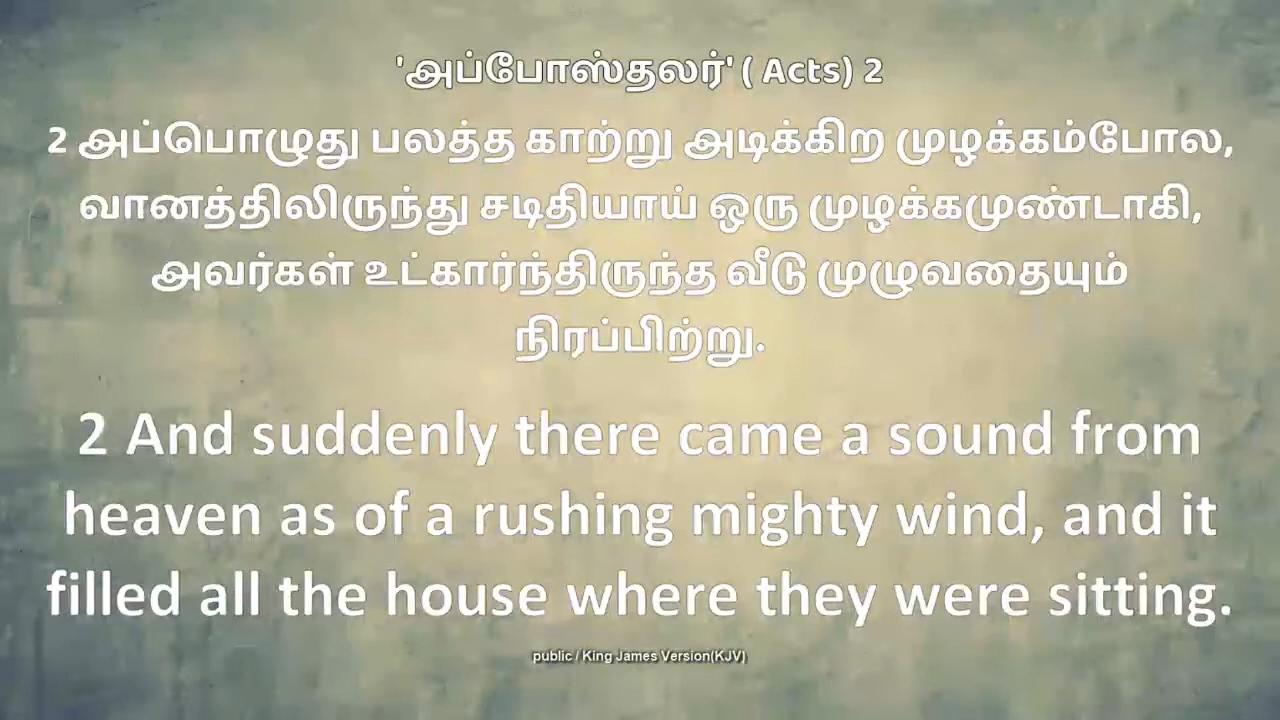 'அப்போஸ்தலர்' ( Acts) 2
2 அப்பொழுது பலத்த காற்று அடிக்கிற முழக்கம்போல,
வானத்திலிருந்து சடிதியாய் ஒரு முழக்கமுண்டாகி,
அவர்கள் உட்கார்ந்திருந்த வீடு முழுவதையும்
நிரப்பிற்று.
2 And suddenly there came a sound from
heaven as of a rushing mighty wind, and it
filled all the house where they were sitting.
public / King James Version(KJV)